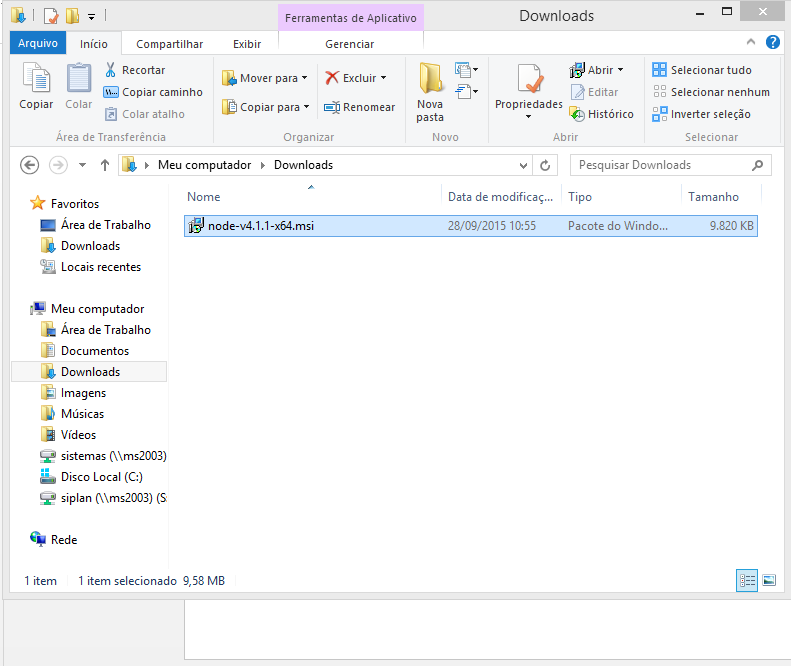 Ferramentas de Aplicativo
Downloads
Arquivo
Início
Compartilhar
Exibir
Gerenciar
Copiar
Colar
Recortar
Copiar caminho
Colar atalho
Área de Transferência
Mover para
Copiar para
Excluir
Renomear
Organizar
Nova
pasta
Novo
Propriedades
Abrir
Editar
Histórico
Abrir
Selecionar tudo
Selecionar nenhum
Inverter seleção
Selecionar
Meu computador
Downloads
Pesquisar Downloads
Nome
Data de modificaç...
Tipo
Tamanho
node-v4.1.1-x64.msi
28/09/2015 10:55
Pacote do Windo...
9.820 KB
Favoritos
Área de Trabalho
Downloads
Locais recentes
Meu computador
Área de Trabalho
Documentos
Downloads
Imagens
Músicas
Vídeos
sistemas (\\ms2003)
Disco Local (C:)
siplan (\\ms2003) (S:
Rede
1 item
1 item selecionado
9,58 MB